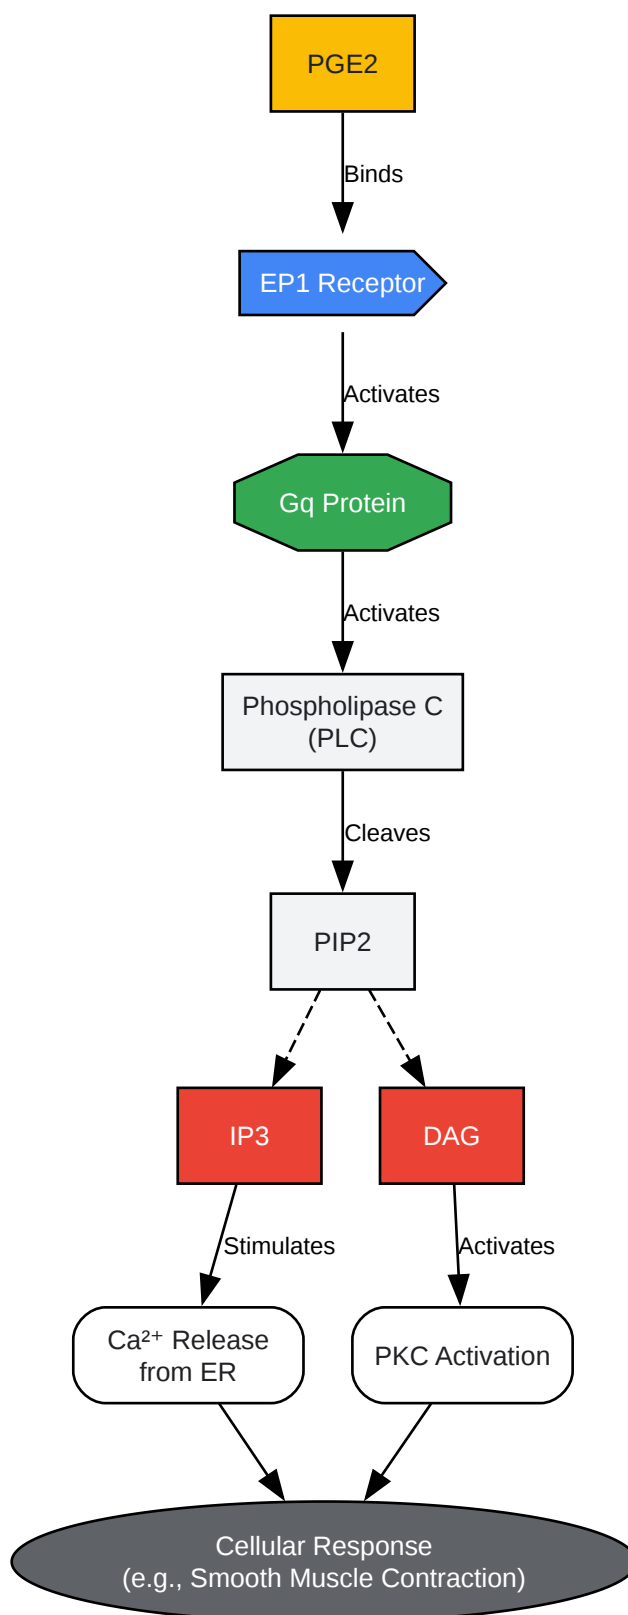 PGE2
Binds
EP1 Receptor
Activates
Gq Protein
Activates
Phospholipase C
(PLC)
Cleaves
PIP2
IP3
DAG
Stimulates
Activates
Ca²⁺ Release
from ER
PKC Activation
Cellular Response
(e.g., Smooth Muscle Contraction)